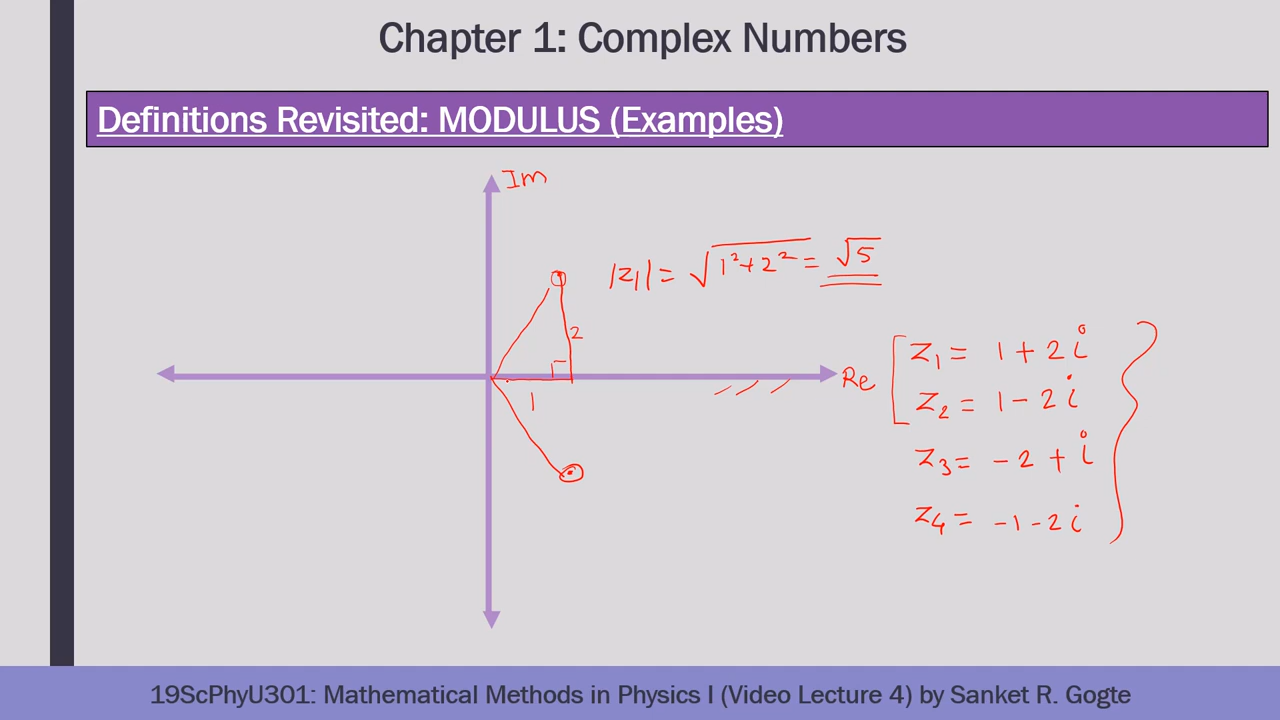 Chapter 1: Complex Numbers
Definitions Revisited: MODULUS (Examples)
Im
|z1| = √1²+2² = √5
2
1
Re
z1 = 1 + 2i
z2 = 1 - 2i
z3 = -2 + i
z4 = -1 - 2i
19ScPhyU301: Mathematical Methods in Physics I (Video Lecture 4) by Sanket R. Gogte